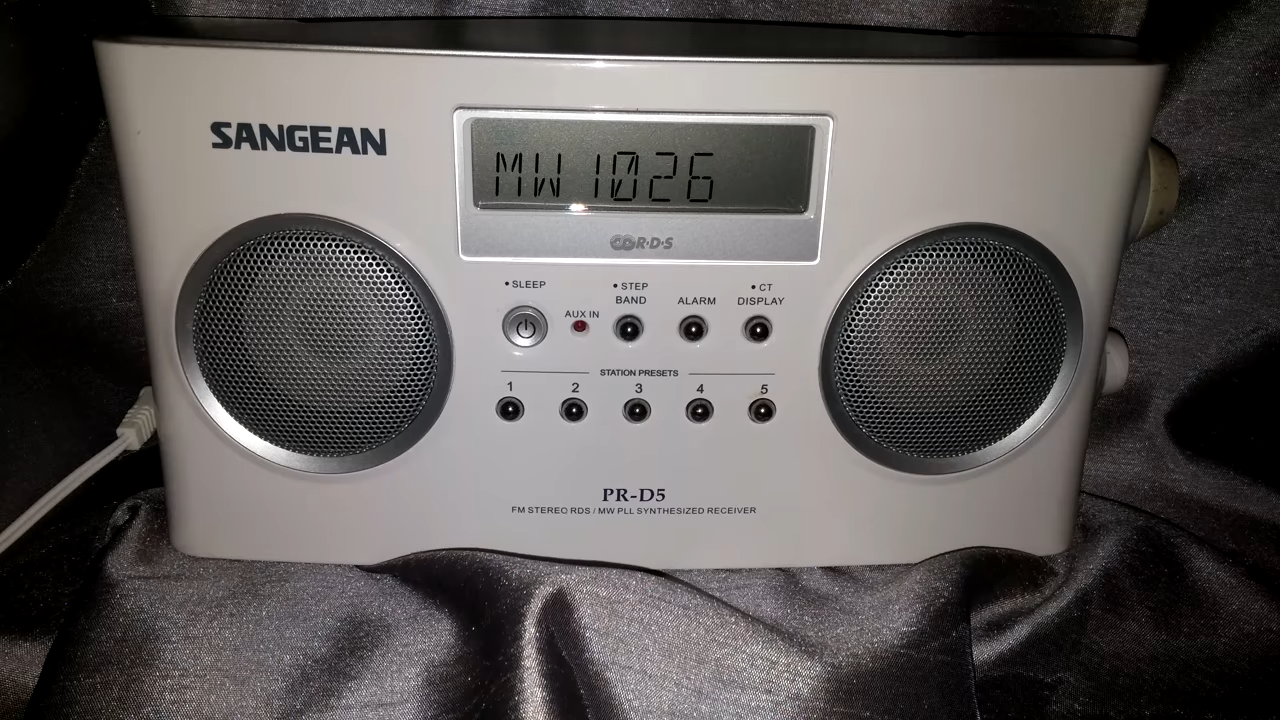 SANGEAN
MW 1026
R·D·S
• SLEEP
• STEP
• CT
BAND
ALARM
DISPLAY
AUX IN
STATION PRESETS
1 2 3 4 5
PR-D5
FM STEREO RDS / MW PLL SYNTHESIZED RECEIVER